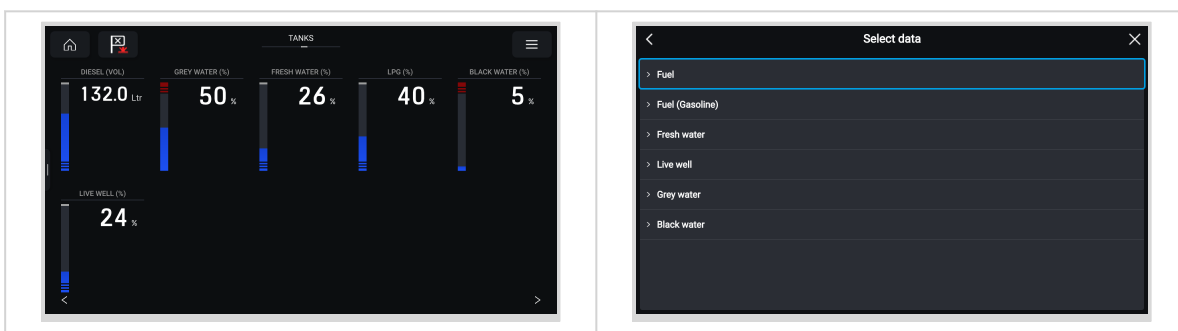 TANKS
DIESEL (VOL) GREY WATER (%) FRESH WATER (%) LPG (%) BLACK WATER (%)
132.0 Ltr 50 % 26 % 40 % 5 %
LIVE WELL (%)
24 %
< >
< Select data
> Fuel
> Fuel (Gasoline)
> Fresh water
> Live well
> Grey water
> Black water